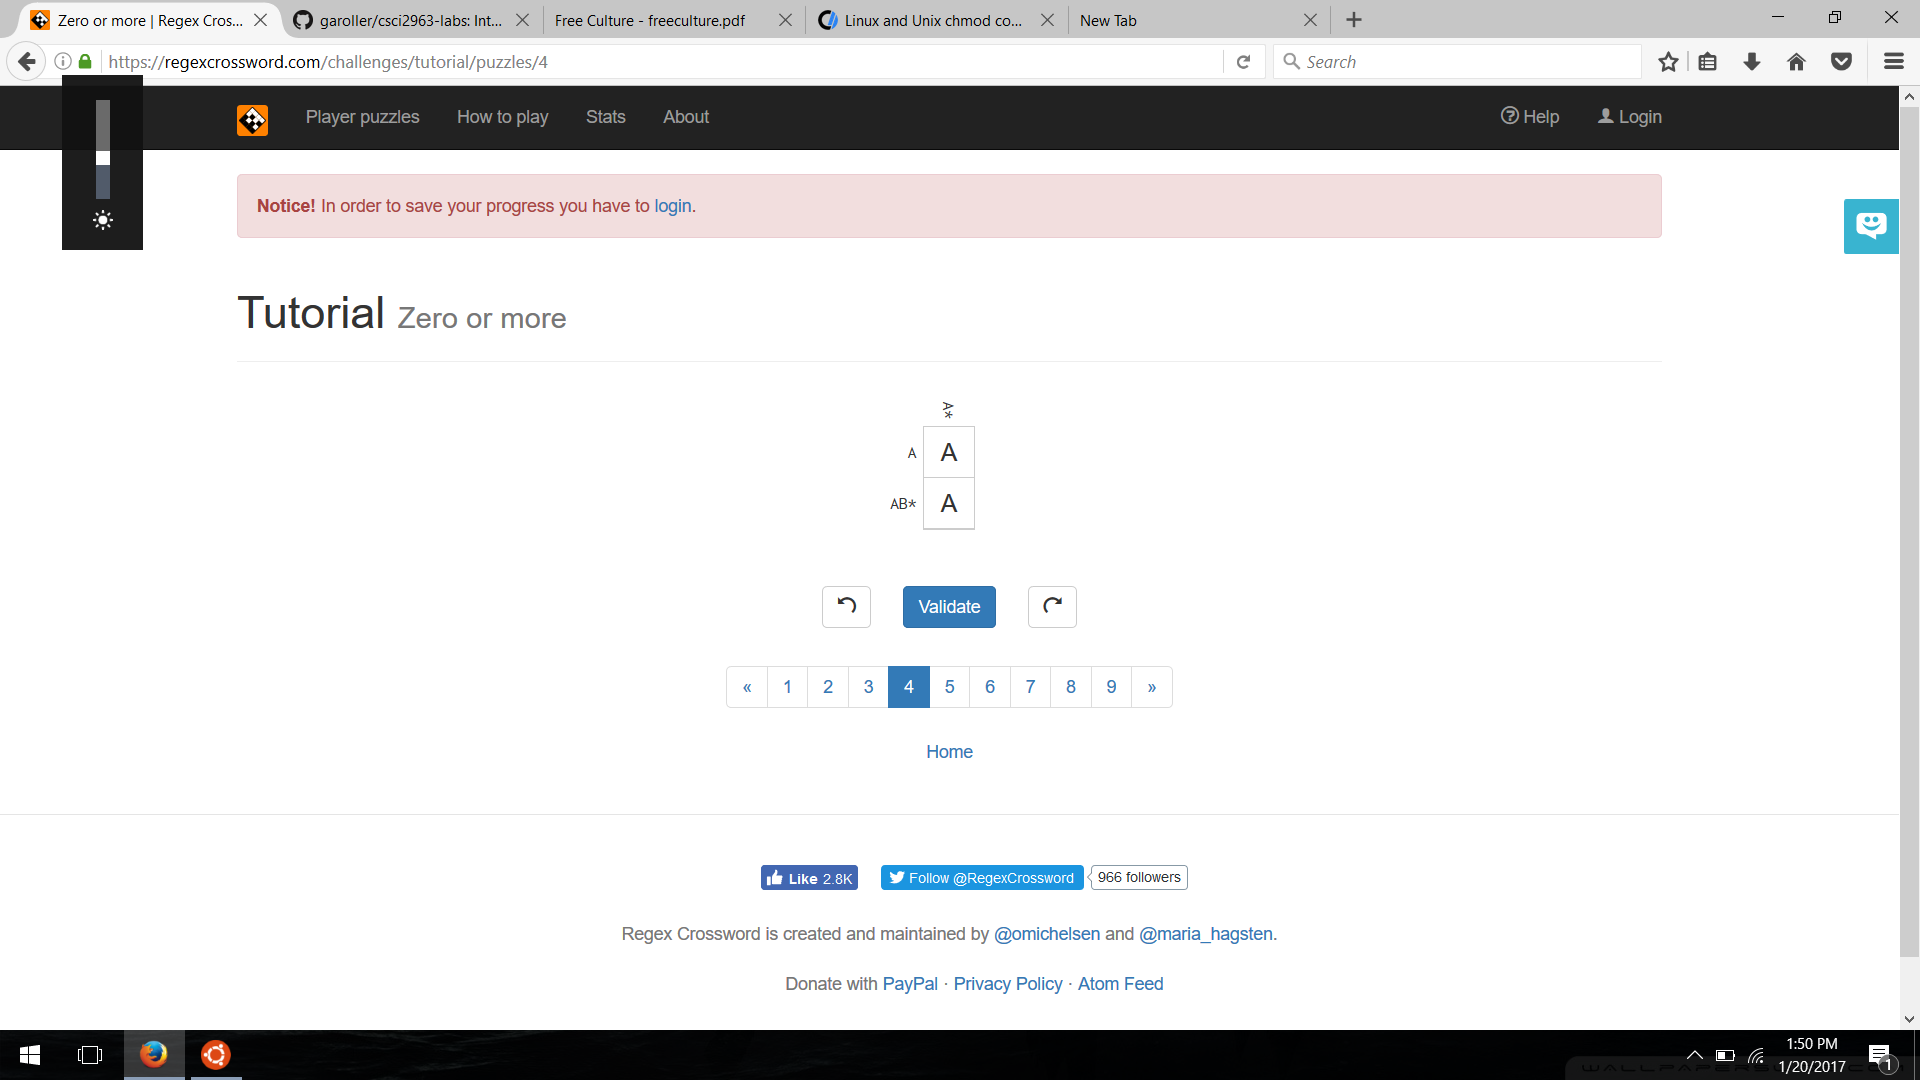 Zero or more | Regex Cros...
garoller/csci2963-labs: Int...
Free Culture - freeculture.pdf
Linux and Unix chmod co...
New Tab
https://regexcrossword.com/challenges/tutorial/puzzles/4
Search
Player puzzles
How to play
Stats
About
Help
Login
Notice! In order to save your progress you have to login.
Tutorial Zero or more
A*
A A
AB* A
Validate
« 1 2 3 4 5 6 7 8 9 »
Home
Like 2.8K
Follow @RegexCrossword
966 followers
Regex Crossword is created and maintained by @omichelsen and @maria_hagsten.
Donate with PayPal · Privacy Policy · Atom Feed
1:50 PM
1/20/2017
1